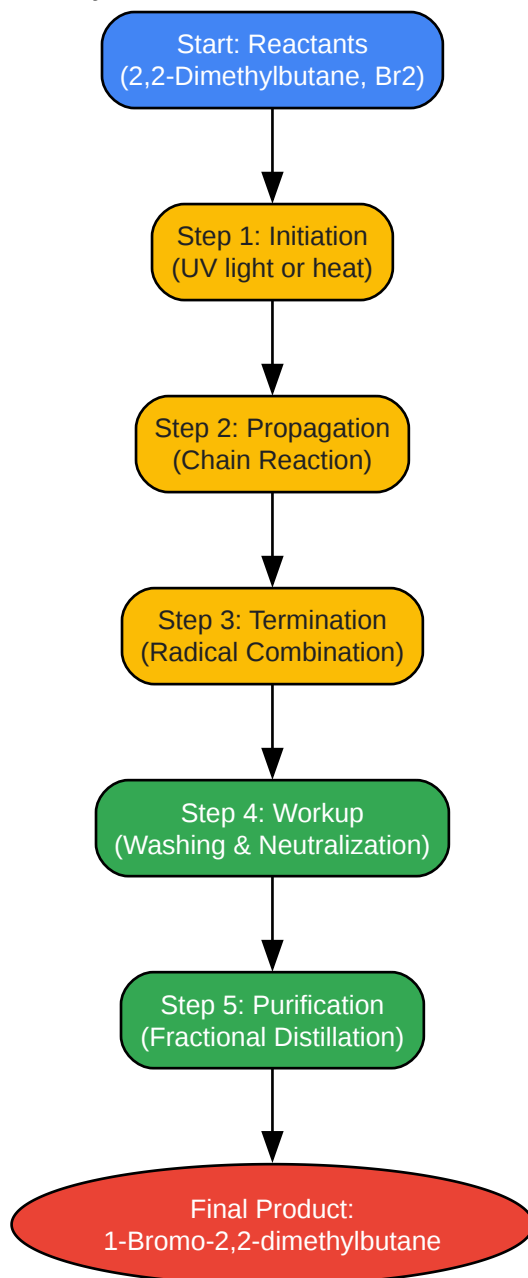 Start: Reactants
(2,2-Dimethylbutane, Br2)
Step 1: Initiation
(UV light or heat)
Step 2: Propagation
(Chain Reaction)
Step 3: Termination
(Radical Combination)
Step 4: Workup
(Washing & Neutralization)
Step 5: Purification
(Fractional Distillation)
Final Product:
1-Bromo-2,2-dimethylbutane